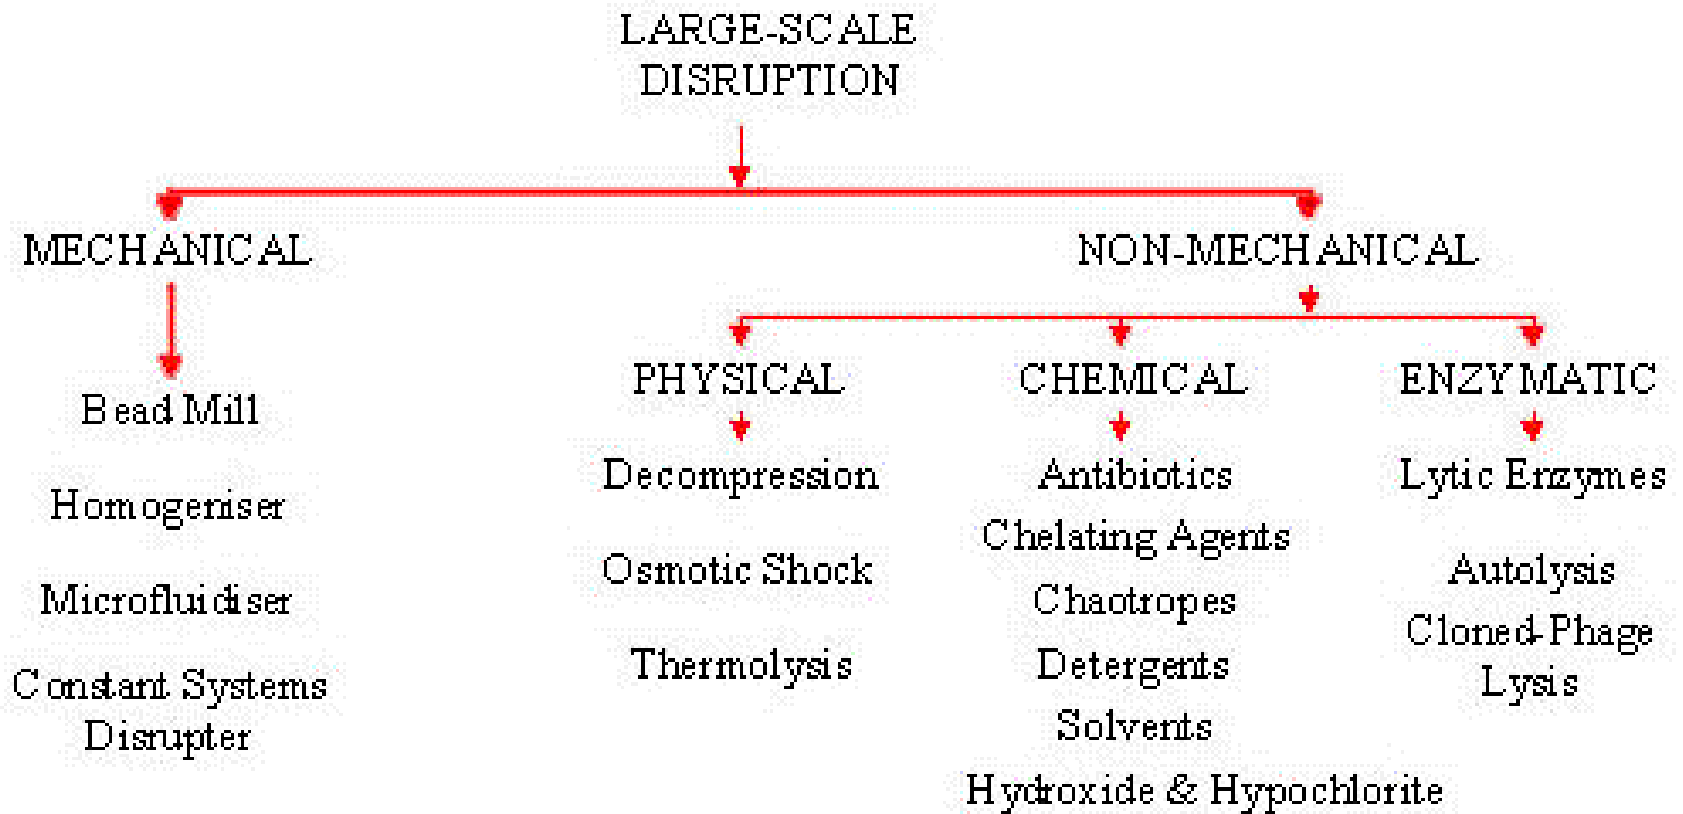 LARGE-SCALE
DISRUPTION
MECHANICAL
NON-MECHANICAL
PHYSICAL
CHEMICAL
ENZYMATIC
Bead Mill
Homogeniser
Microfluidiser
Constant Systems
Disrupter
Decompression
Osmotic Shock
Thermolysis
Antibiotics
Chelating Agents
Chaotropes
Detergents
Solvents
Hydroxide & Hypochlorite
Lytic Enzymes
Autolysis
Cloned-Phage
Lysis